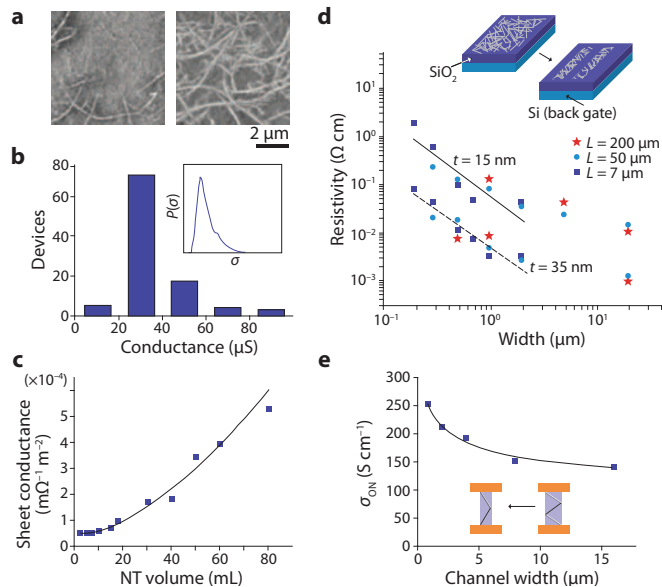 a
2 µm
b
80
60
40
20
0
Devices
P(σ)
σ
0
20
40
60
80
Conductance (µS)
c
(×10⁻⁴)
5
4
3
2
1
0
Sheet conductance
(mΩ⁻¹ m⁻²)
0
20
40
60
80
NT volume (mL)
d
SiO₂
Si (back gate)
10¹
10⁰
10⁻¹
10⁻²
10⁻³
Resistivity (Ω cm)
L = 200 µm
L = 50 µm
L = 7 µm
t = 15 nm
t = 35 nm
10⁻¹
10⁰
10¹
10²
Width (µm)
e
300
250
200
150
100
50
0
σON (S cm⁻¹)
0
5
10
15
Channel width (µm)